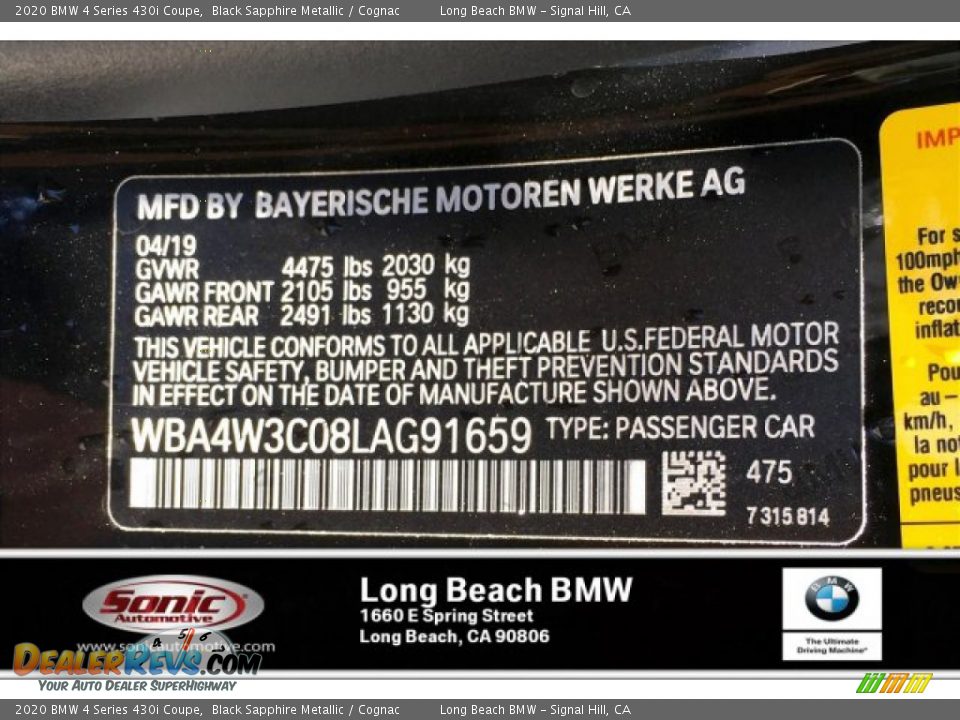 2020 BMW 4 Series 430i Coupe, Black Sapphire Metallic / Cognac Long Beach BMW - Signal Hill, CA
MFD BY BAYERISCHE MOTOREN WERKE AG
04/19
GVWR 4475 lbs 2030 kg
GAWR FRONT 2105 lbs 955 kg
GAWR REAR 2491 lbs 1130 kg
THIS VEHICLE CONFORMS TO ALL APPLICABLE U.S.FEDERAL MOTOR
VEHICLE SAFETY, BUMPER AND THEFT PREVENTION STANDARDS
IN EFFECT ON THE DATE OF MANUFACTURE SHOWN ABOVE.
WBA4W3C08LAG91659 TYPE: PASSENGER CAR
475
7 315 814
For
100mph
the
Pou
au –
km/h,
la
pour
pneus
Sonic
Automotive
www.sonicautomotive.com
Long Beach BMW
1660 E Spring Street
Long Beach, CA 90806
BMW
The Ultimate
Driving Machine®
4 5 6
DealerRevs.com
Your Auto Dealer SuperHighway
2020 BMW 4 Series 430i Coupe, Black Sapphire Metallic / Cognac Long Beach BMW - Signal Hill, CA